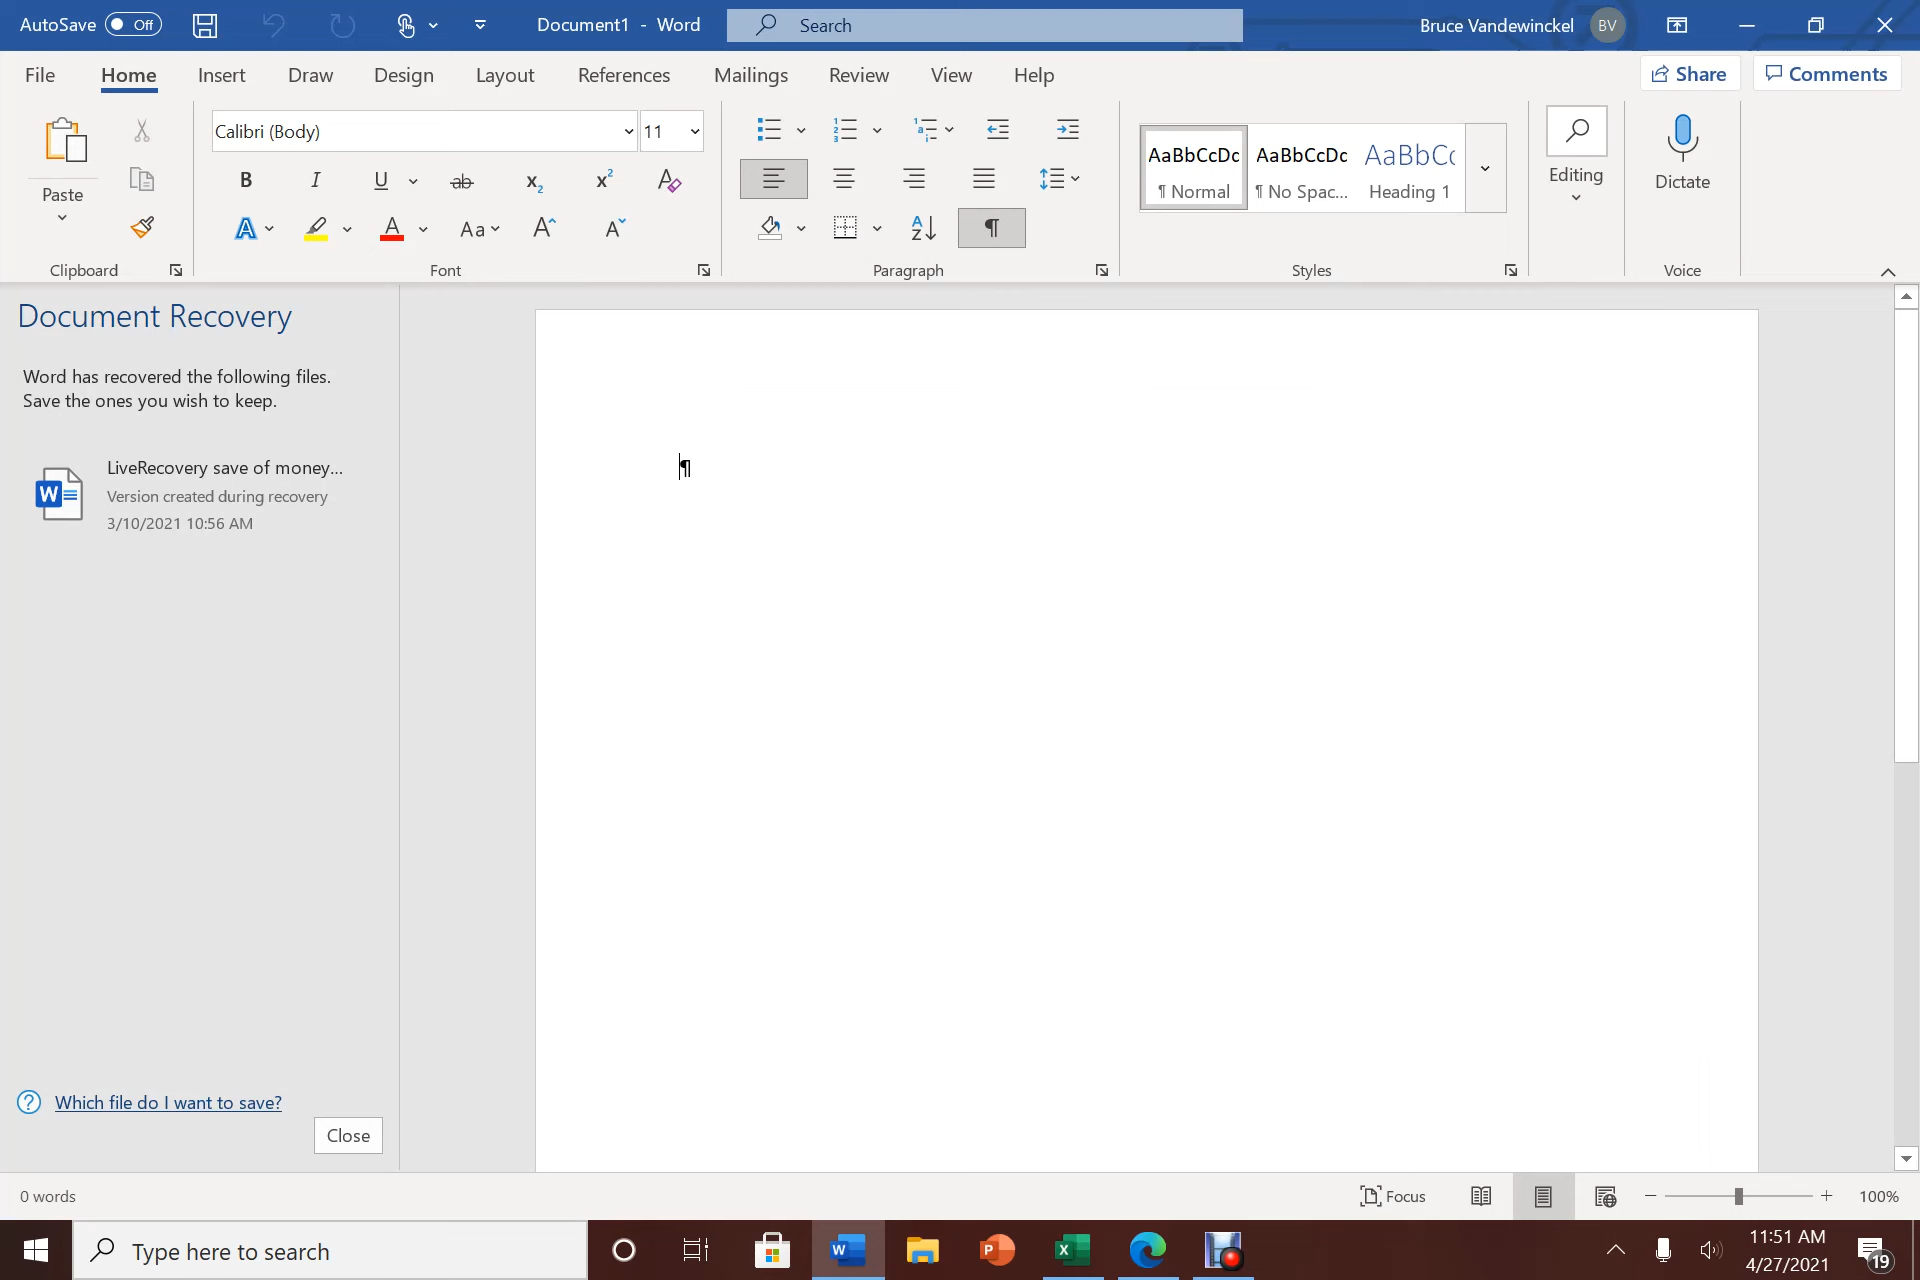 AutoSave Off Document1 - Word Search Bruce Vandewinckel BV
File Home Insert Draw Design Layout References Mailings Review View Help Share Comments
Calibri (Body) 11
Paste
B I U ab x2 x2 A
A A Aa A A
A Z ¶
AaBbCcDc AaBbCcDc AaBbCc
¶ Normal ¶ No Spac... Heading 1
Editing
Dictate
Clipboard Font Paragraph Styles Voice
Document Recovery
Word has recovered the following files.
Save the ones you wish to keep.
LiveRecovery save of money...
Version created during recovery
3/10/2021 10:56 AM
¶
Which file do I want to save?
Close
0 words Focus 100%
Type here to search
11:51 AM
4/27/2021
19